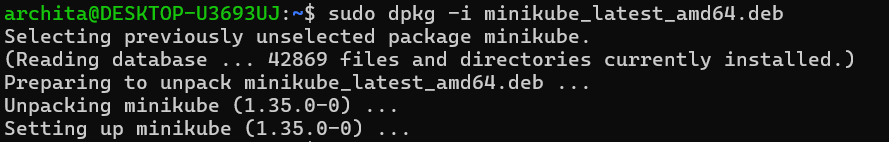 archita@DESKTOP-U3693UJ:~$ sudo dpkg -i minikube_latest_amd64.deb
Selecting previously unselected package minikube.
(Reading database ... 42869 files and directories currently installed.)
Preparing to unpack minikube_latest_amd64.deb ...
Unpacking minikube (1.35.0-0) ...
Setting up minikube (1.35.0-0) ...